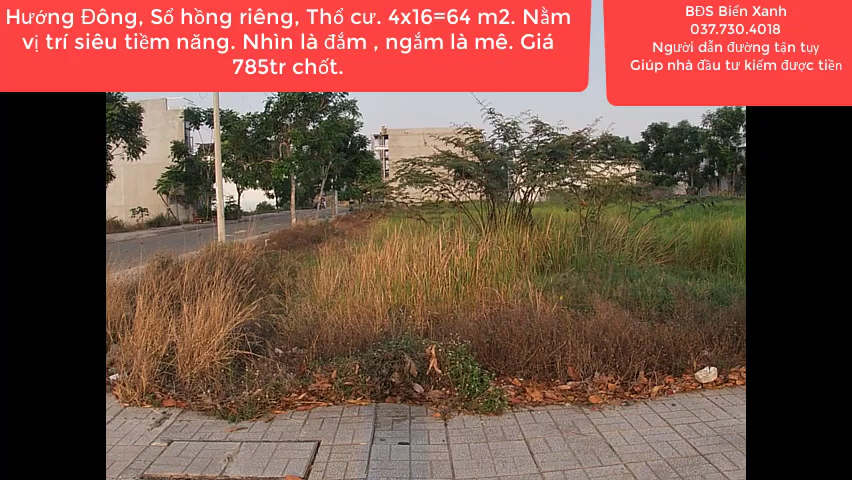 Hướng Đông, Sổ hồng riêng, Thổ cư. 4x16=64 m2. Nằm
vị trí siêu tiềm năng. Nhìn là đắm , ngắm là mê. Giá
785tr chốt.
BĐS Biển Xanh
037.730.4018
Người dẫn đường tận tụy
Giúp nhà đầu tư kiếm được tiền